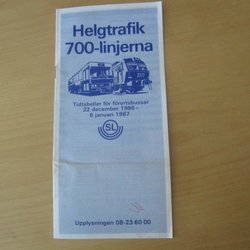 Helgtrafik
700-linjerna
Tidtabeller för förortsbussar
22 december 1986–
6 januari 1987
SL
Upplysningen 08-23 60 00